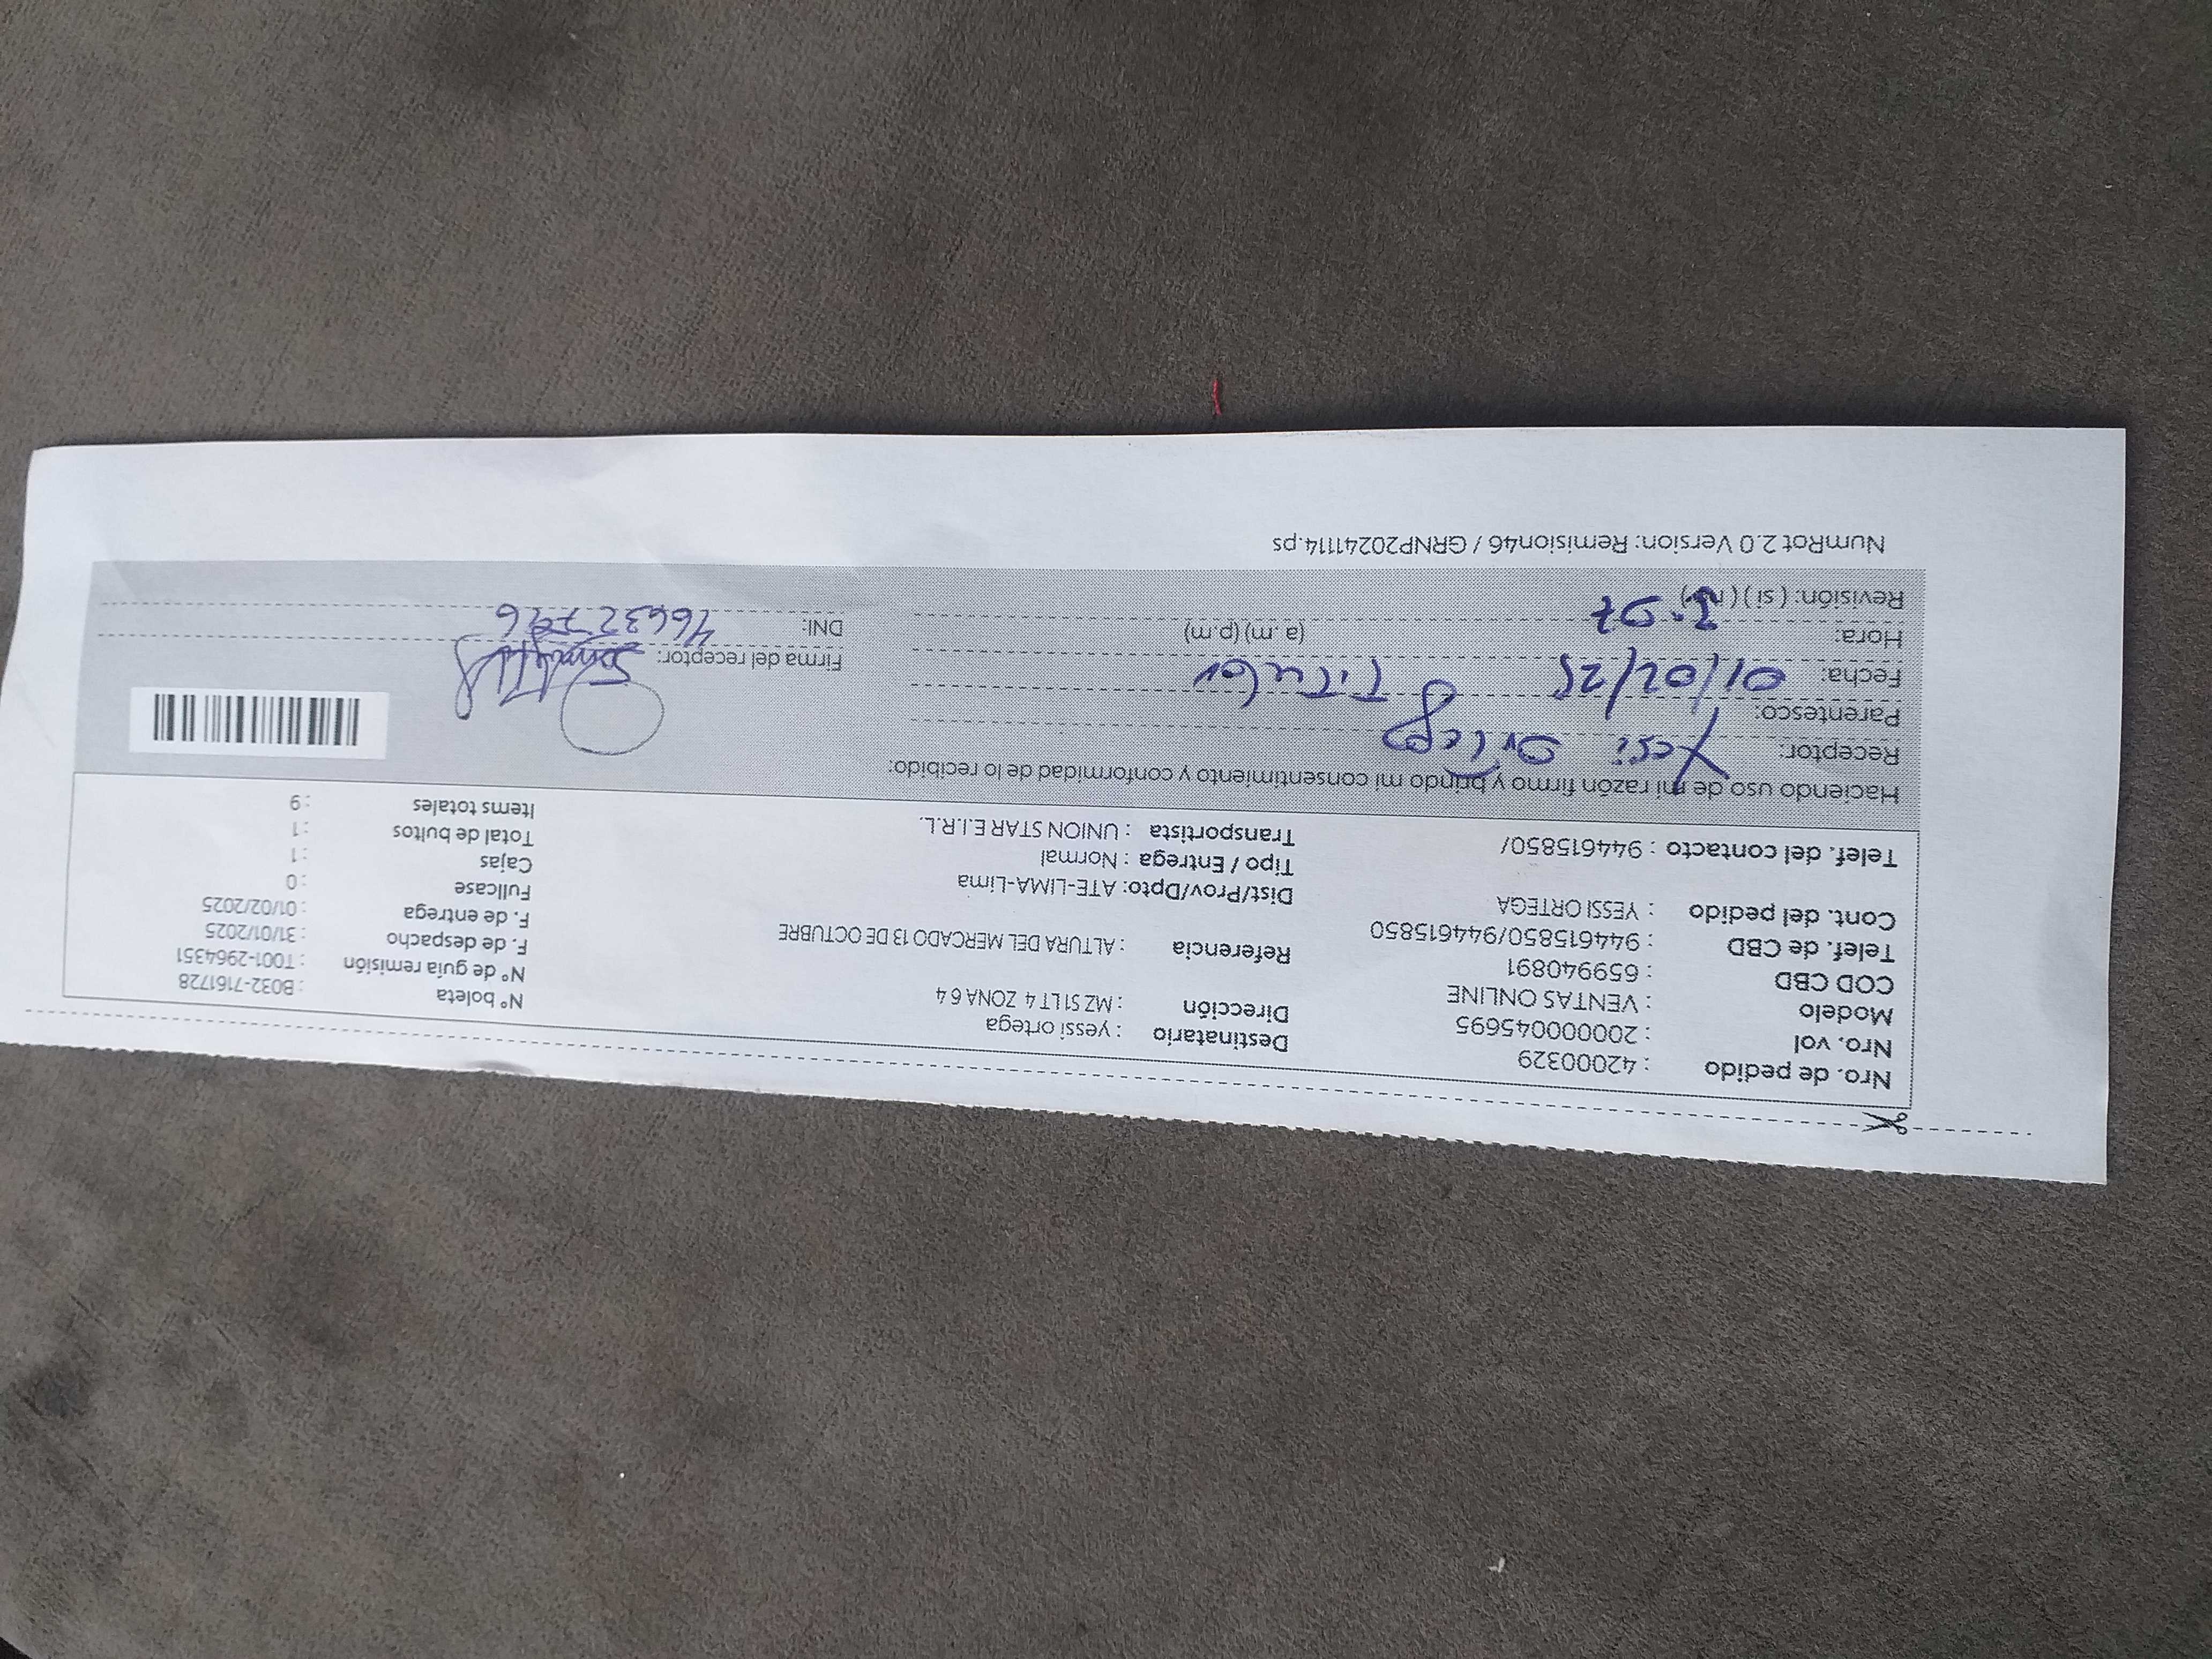 Nro. de pedido : 42000329
Nro. vol : 20000045695
Modelo : VENTAS ONLINE
COD CBD : 659940891
Telef. de CBD : 944615850/944615850
Cont. del pedido : YESSI ORTEGA
Telef. del contacto : 944615850/
Destinatario : yessi ortega
Dirección : MZ S1 LT 4 ZONA 6 4
Referencia : ALTURA DEL MERCADO 13 DE OCTUBRE
Dist/Prov/Dpto: ATE-LIMA-Lima
Tipo / Entrega : Normal
Transportista : UNION STAR E.I.R.L.
N° boleta : B032-7161728
N° de guía remisión : T001-2964351
F. de despacho : 31/01/2025
F. de entrega : 01/02/2025
Fullcase : 0
Cajas : 1
Total de bultos : 1
Items totales : 9
Haciendo uso de mi razón firmo y brindo mi consentimiento y conformidad de lo recibido:
Receptor: Yessi Ortega
Parentesco: Titular
Fecha: 01/02/25
Hora: 3:07 (a.m) (p.m)
Revisión: ( si ) ( no )
Firma del receptor:
DNI:
NumRot 2.0 Version: Remision46 / GRNP20241114.ps